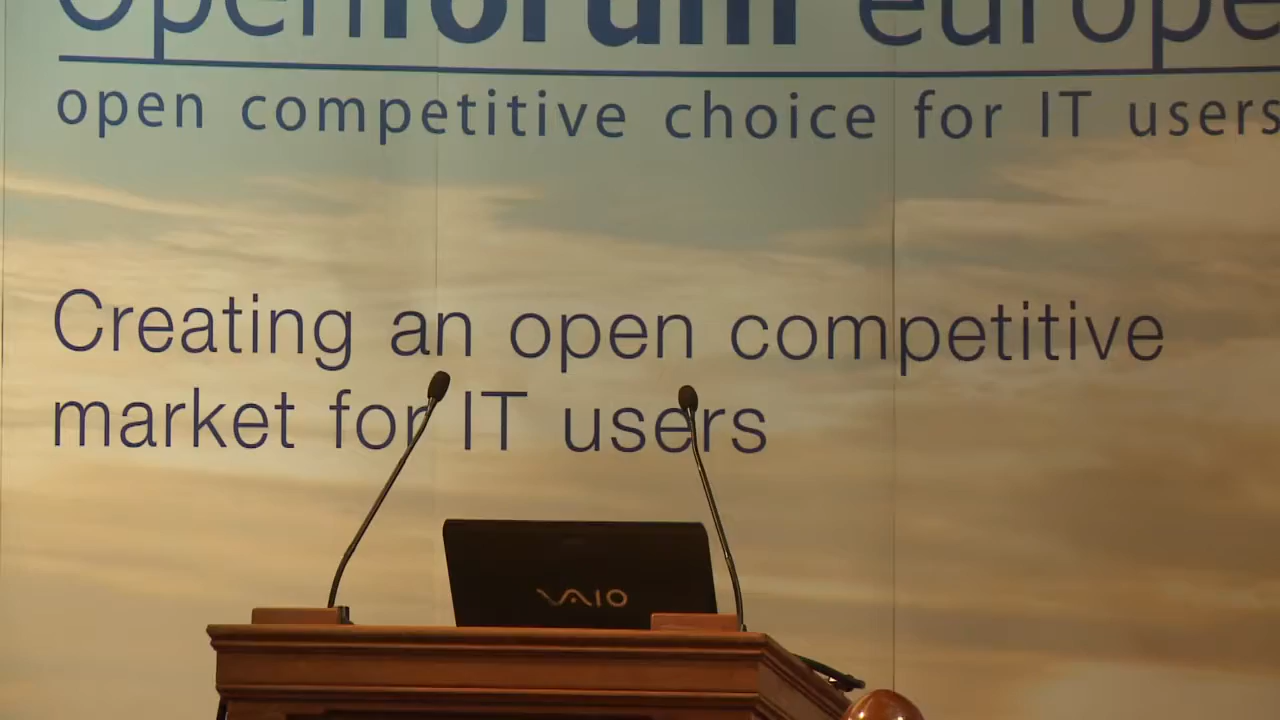 openforum europe
open competitive choice for IT users
Creating an open competitive
market for IT users
VAIO